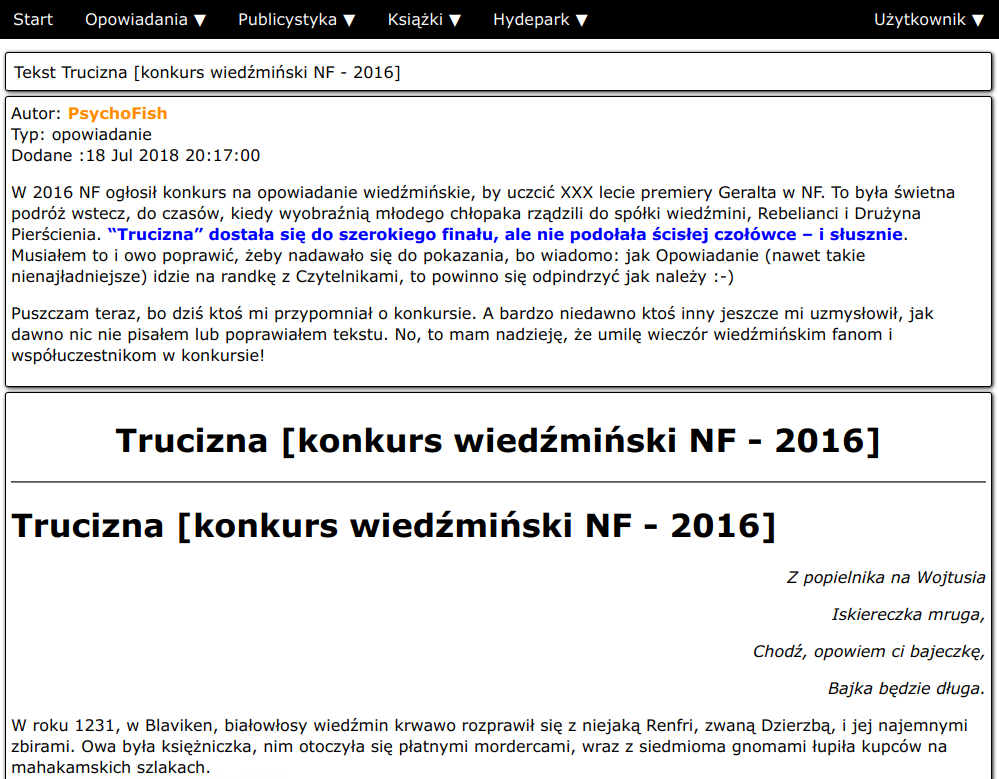 Start Opowiadania ▼ Publicystyka ▼ Książki ▼ Hydepark ▼ Użytkownik ▼
Tekst Trucizna [konkurs wiedźmiński NF - 2016]
Autor: PsychoFish
Typ: opowiadanie
Dodane :18 Jul 2018 20:17:00
W 2016 NF ogłosił konkurs na opowiadanie wiedźmińskie, by uczcić XXX lecie premiery Geralta w NF. To była świetna
podróż wstecz, do czasów, kiedy wyobraźnią młodego chłopaka rządzili do spółki wiedźmini, Rebelianci i Drużyna
Pierścienia. “Trucizna” dostała się do szerokiego finału, ale nie podołała ścisłej czołówce – i słusznie.
Musiałem to i owo poprawić, żeby nadawało się do pokazania, bo wiadomo: jak Opowiadanie (nawet takie
nienajładniejsze) idzie na randkę z Czytelnikami, to powinno się odpindrzyć jak należy :-)
Puszczam teraz, bo dziś ktoś mi przypomniał o konkursie. A bardzo niedawno ktoś inny jeszcze mi uzmysłowił, jak
dawno nic nie pisałem lub poprawiałem tekstu. No, to mam nadzieję, że umilę wieczór wiedźmińskim fanom i
współuczestnikom w konkursie!
Trucizna [konkurs wiedźmiński NF - 2016]
Trucizna [konkurs wiedźmiński NF - 2016]
Z popielnika na Wojtusia
Iskiereczka mruga,
Chodź, opowiem ci bajeczkę,
Bajka będzie długa.
W roku 1231, w Blaviken, białowłosy wiedźmin krwawo rozprawił się z niejaką Renfri, zwaną Dzierzbą, i jej najemnymi
zbirami. Owa była księżniczka, nim otoczyła się płatnymi mordercami, wraz z siedmioma gnomami łupiła kupców na
mahakamskich szlakach.